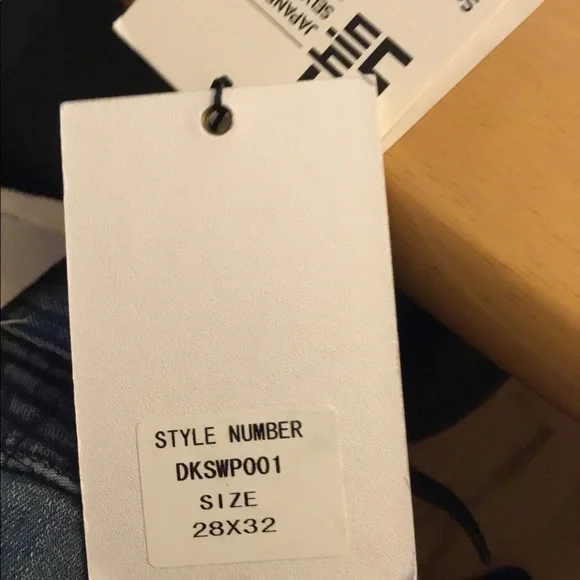 STYLE NUMBER
DKSWP001
SIZE
28X32